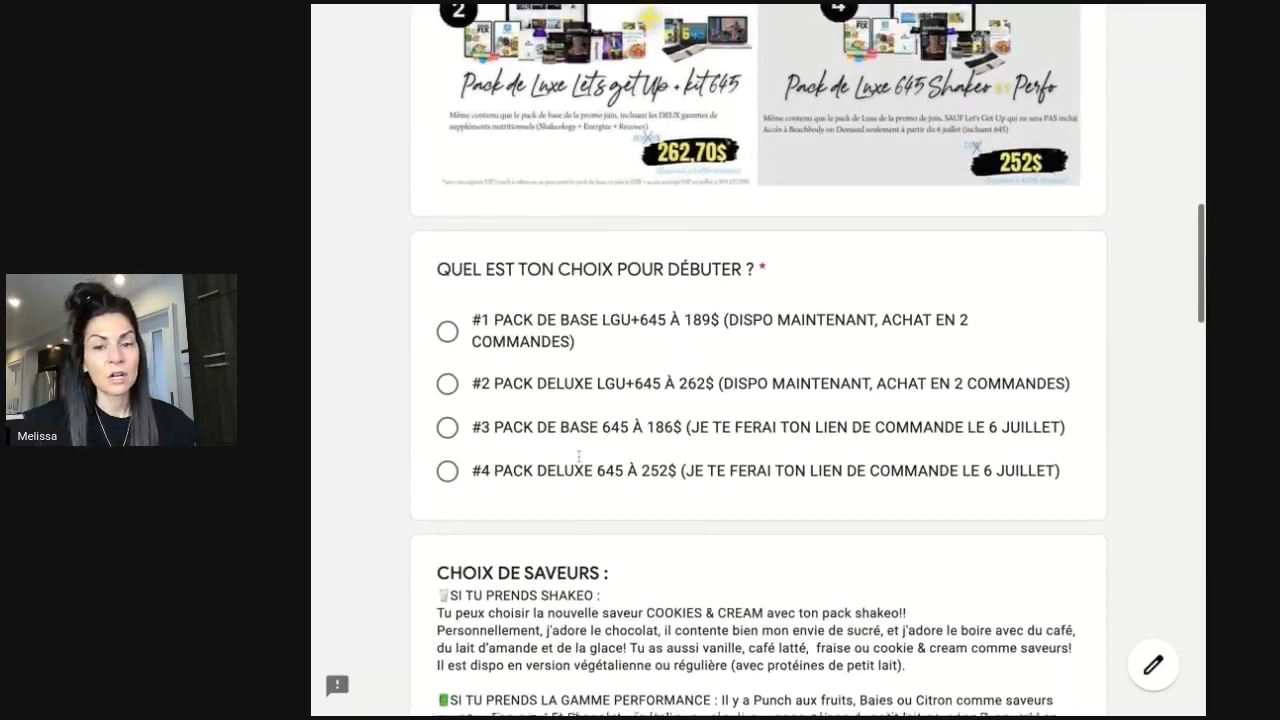 2
4
Pack de Luxe Lets get Up + kit 645
Pack de Luxe 645 Shakeo BY Perfo
Même contenu que le pack de base de la promo juin, incluant les DEUX gammes de
suppléments nutritionnels (Shakeology + Energize + Recover)
Même contenu que le pack de Luxe de la promo de juin, SAUF Let's Get Up qui ne sera PAS inclut
Accès à Beachbody on Demand seulement à partir du 6 juillet (incluant 645)
262,70$
252$
QUEL EST TON CHOIX POUR DÉBUTER ? *
#1 PACK DE BASE LGU+645 À 189$ (DISPO MAINTENANT, ACHAT EN 2
COMMANDES)
#2 PACK DELUXE LGU+645 À 262$ (DISPO MAINTENANT, ACHAT EN 2 COMMANDES)
#3 PACK DE BASE 645 À 186$ (JE TE FERAI TON LIEN DE COMMANDE LE 6 JUILLET)
#4 PACK DELUXE 645 À 252$ (JE TE FERAI TON LIEN DE COMMANDE LE 6 JUILLET)
Melissa
CHOIX DE SAVEURS :
SI TU PRENDS SHAKEO :
Tu peux choisir la nouvelle saveur COOKIES & CREAM avec ton pack shakeo!!
Personnellement, j'adore le chocolat, il contente bien mon envie de sucré, et j'adore le boire avec du café,
du lait d'amande et de la glace! Tu as aussi vanille, café latté, fraise ou cookie & cream comme saveurs!
Il est dispo en version végétalienne ou régulière (avec protéines de petit lait).
SI TU PRENDS LA GAMME PERFORMANCE : Il y a Punch aux fruits, Baies ou Citron comme saveurs